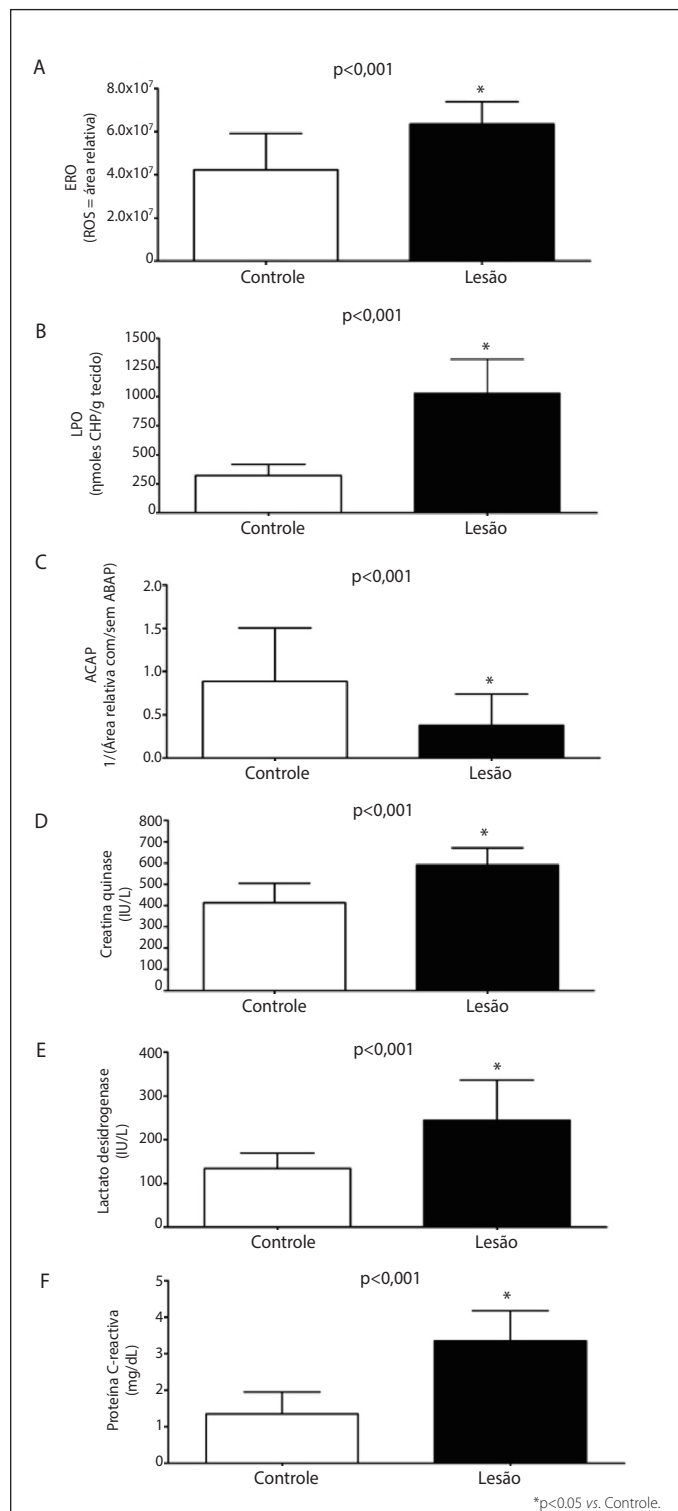 A
p<0,001
ERO
(ROS = área relativa)
8.0x10⁷
6.0x10⁷
4.0x10⁷
2.0x10⁷
0
*
Controle
Lesão
B
p<0,001
LPO
(ηmoles CHP/g tecido)
1500
1250
1000
750
500
250
0
*
Controle
Lesão
C
p<0,001
ACAP
1/(Área relativa com/sem ABAP)
2.0
1.5
1.0
0.5
0.0
*
Controle
Lesão
D
p<0,001
Creatina quinase
(IU/L)
800
700
600
500
400
300
200
100
0
*
Controle
Lesão
E
p<0,001
Lactato desidrogenase
(IU/L)
400
300
200
100
0
*
Controle
Lesão
F
p<0,001
Proteína C-reactiva
(mg/dL)
5
4
3
2
1
0
*
Controle
Lesão
*p<0.05 vs. Controle.